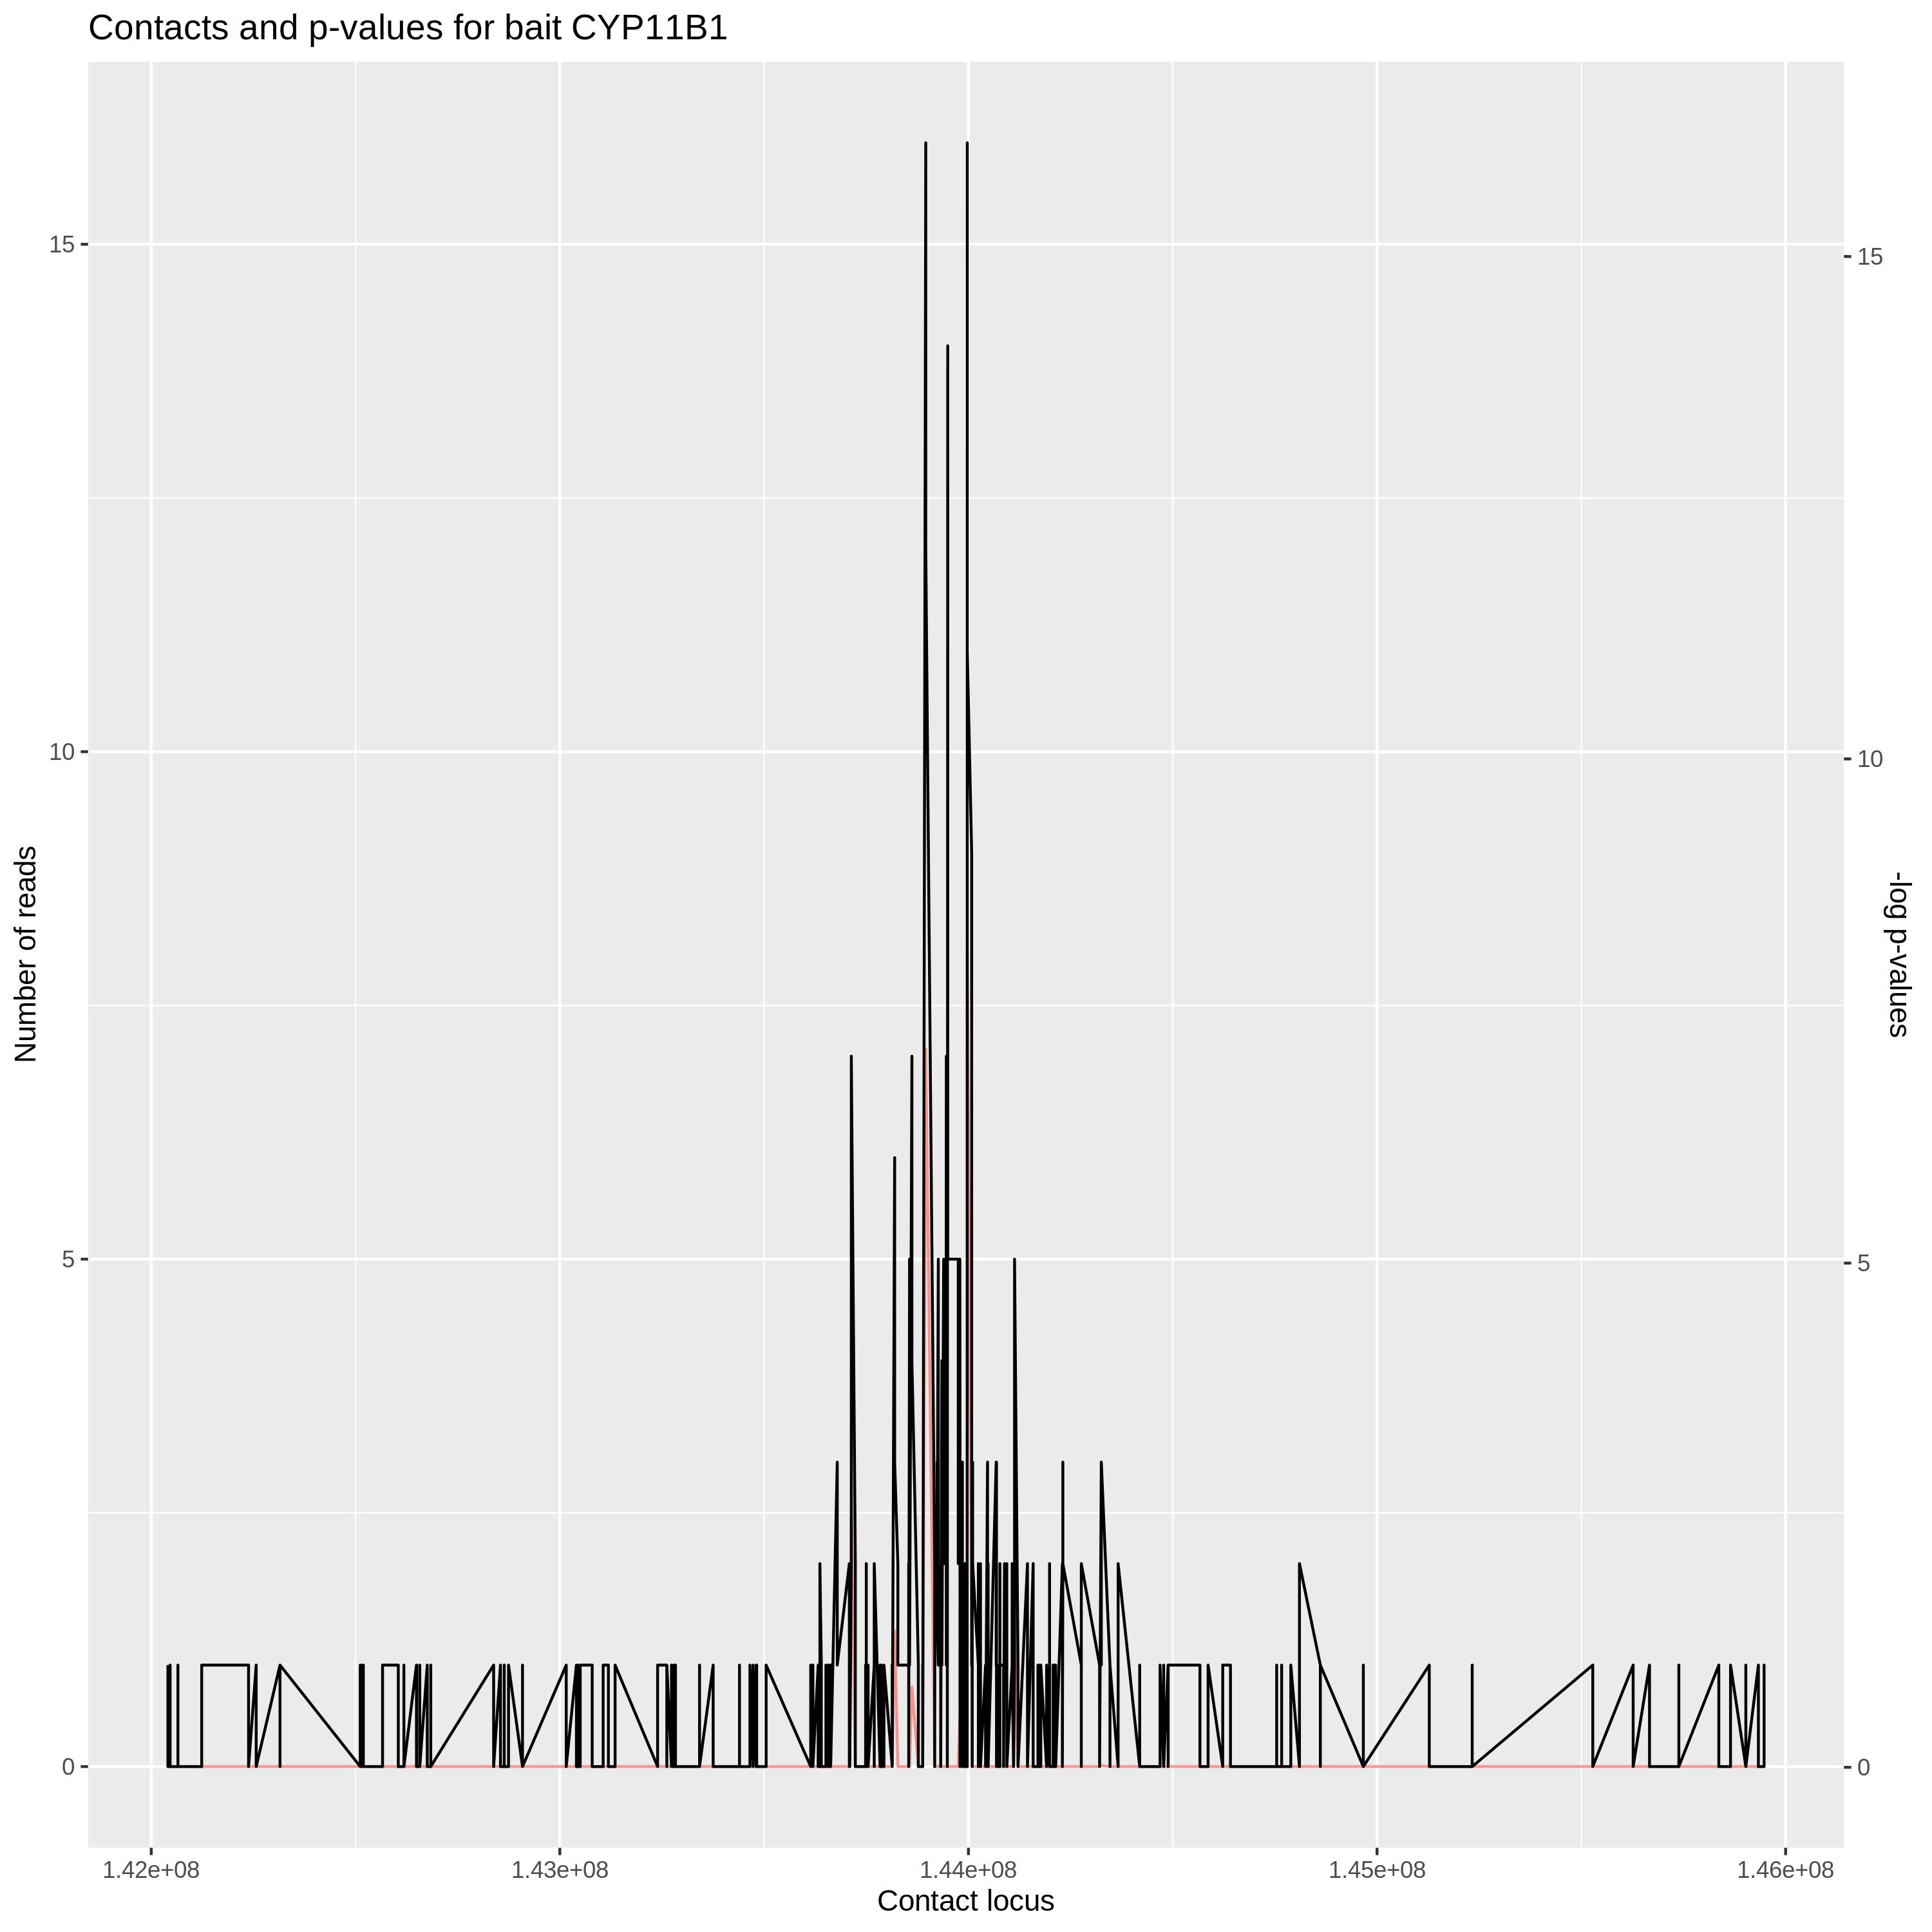 Contacts and p-values for bait CYP11B1
15
10
5
0
Number of reads
15
10
5
0
-log p-values
1.42e+08 1.43e+08 1.44e+08 1.45e+08 1.46e+08
Contact locus